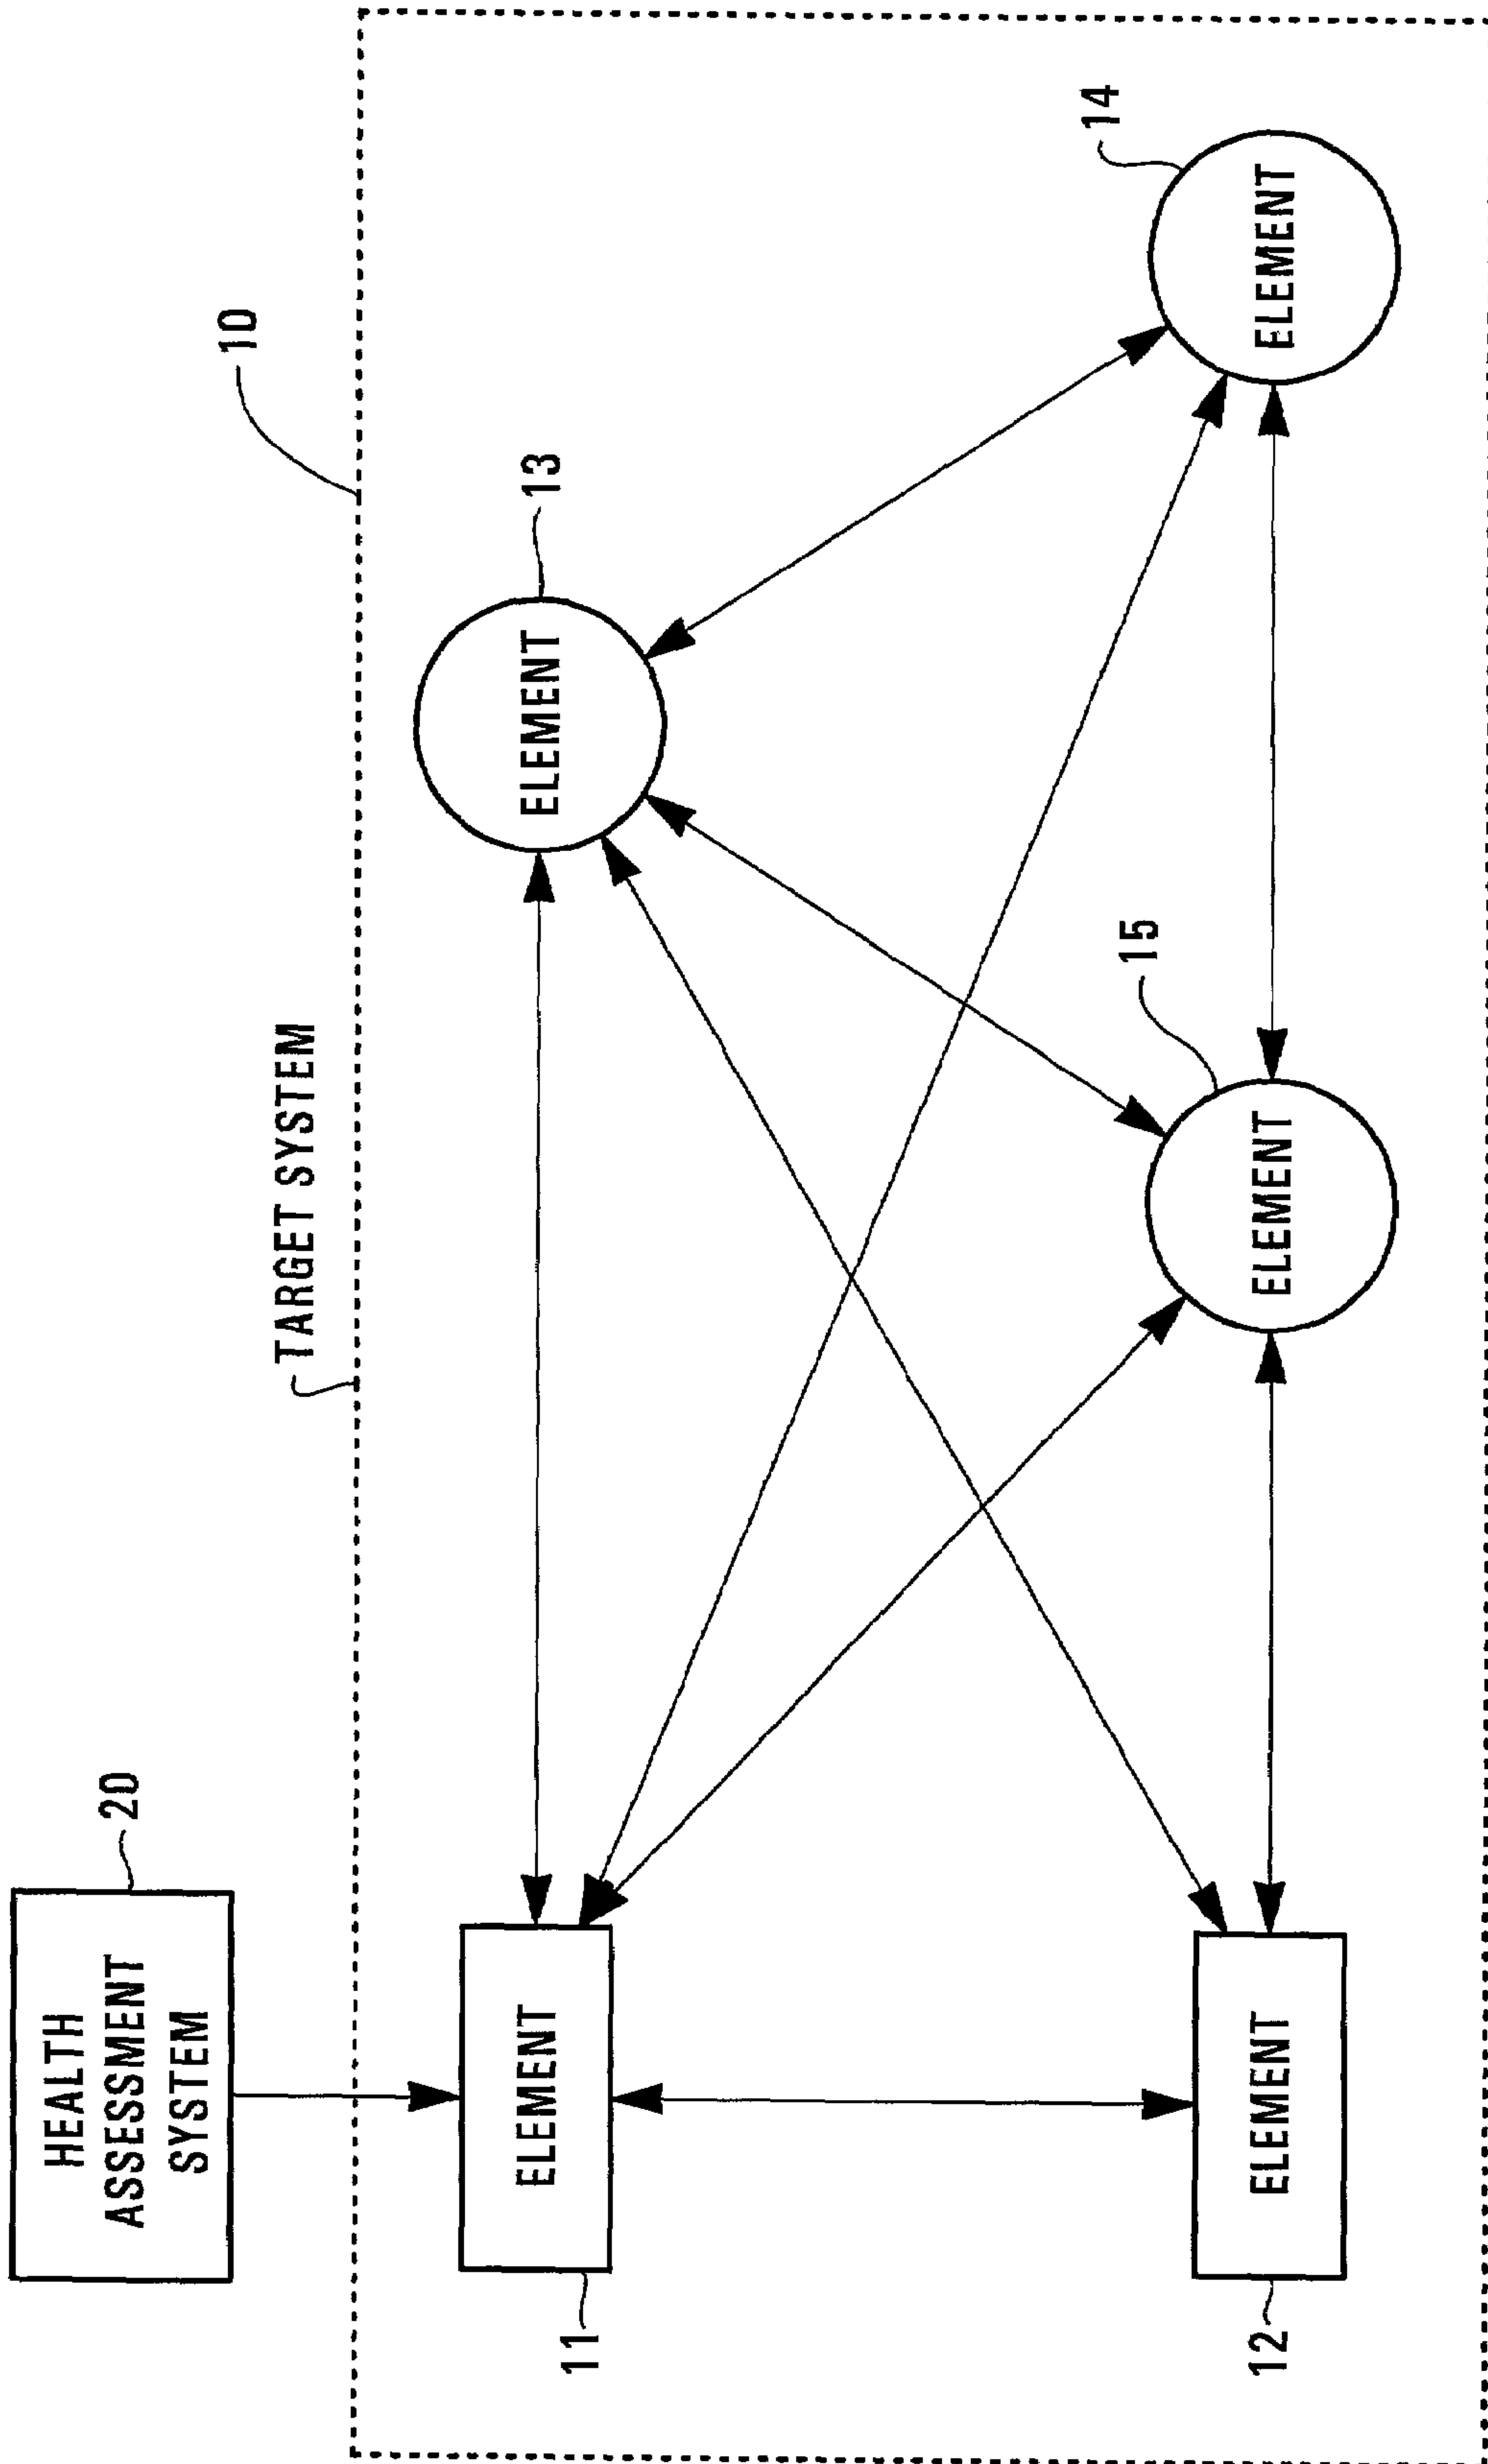 HEALTH
ASSESSMENT
SYSTEM
20
TARGET SYSTEM
10
ELEMENT
11
ELEMENT
13
ELEMENT
12
ELEMENT
15
ELEMENT
14